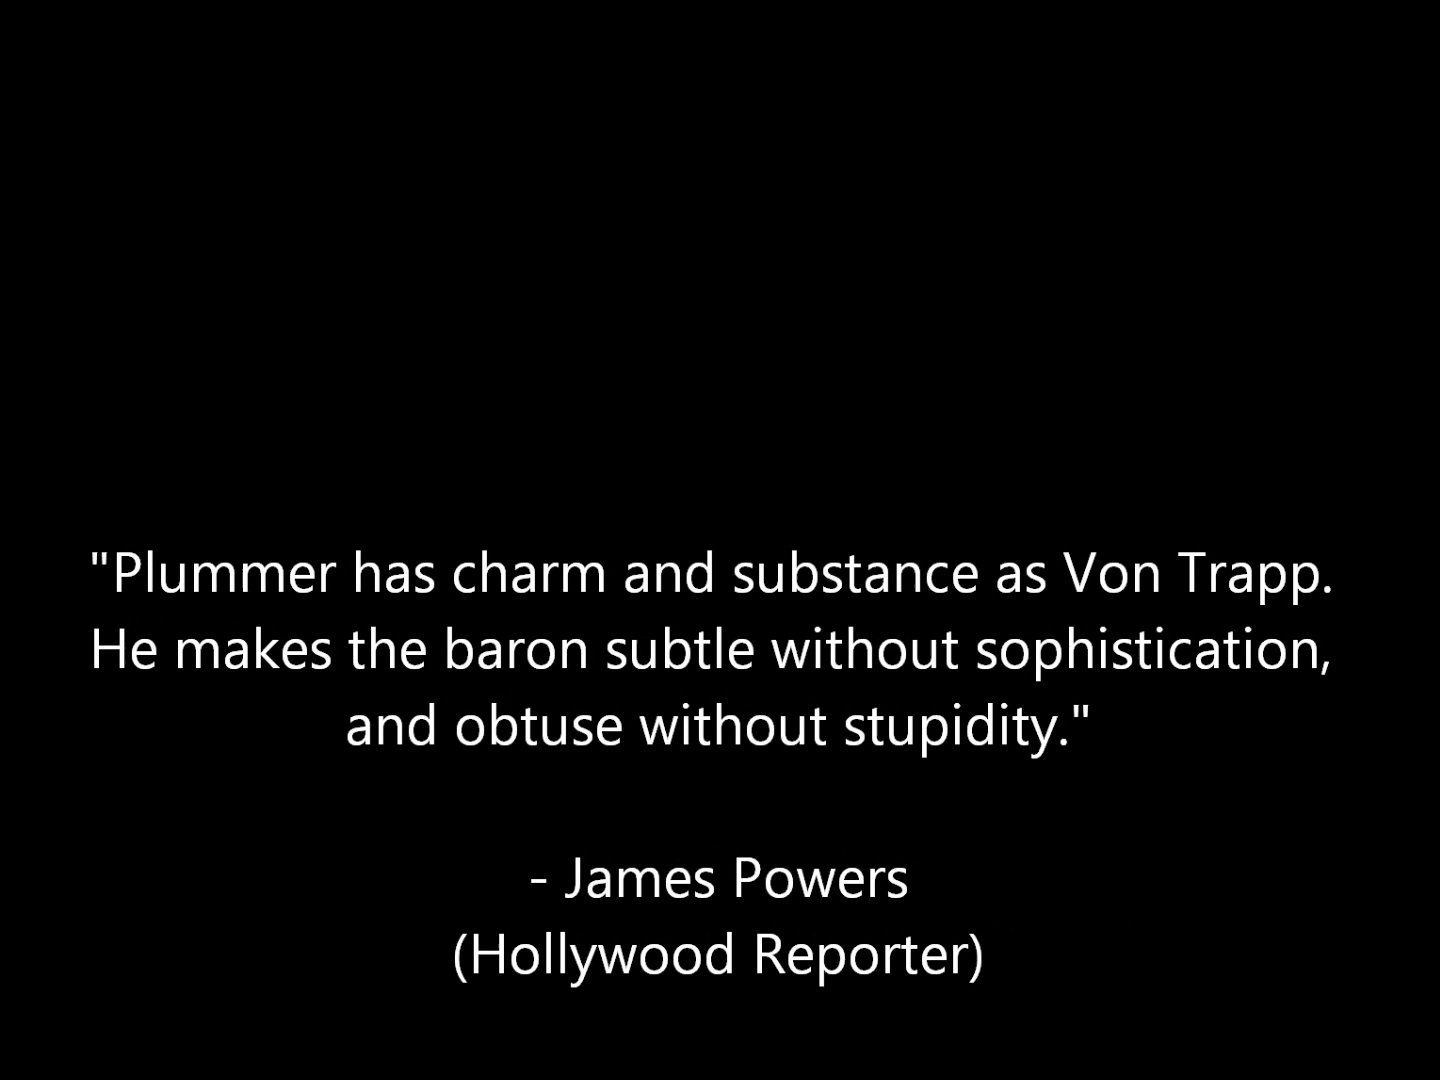 "Plummer has charm and substance as Von Trapp.
He makes the baron subtle without sophistication,
and obtuse without stupidity."
- James Powers
(Hollywood Reporter)